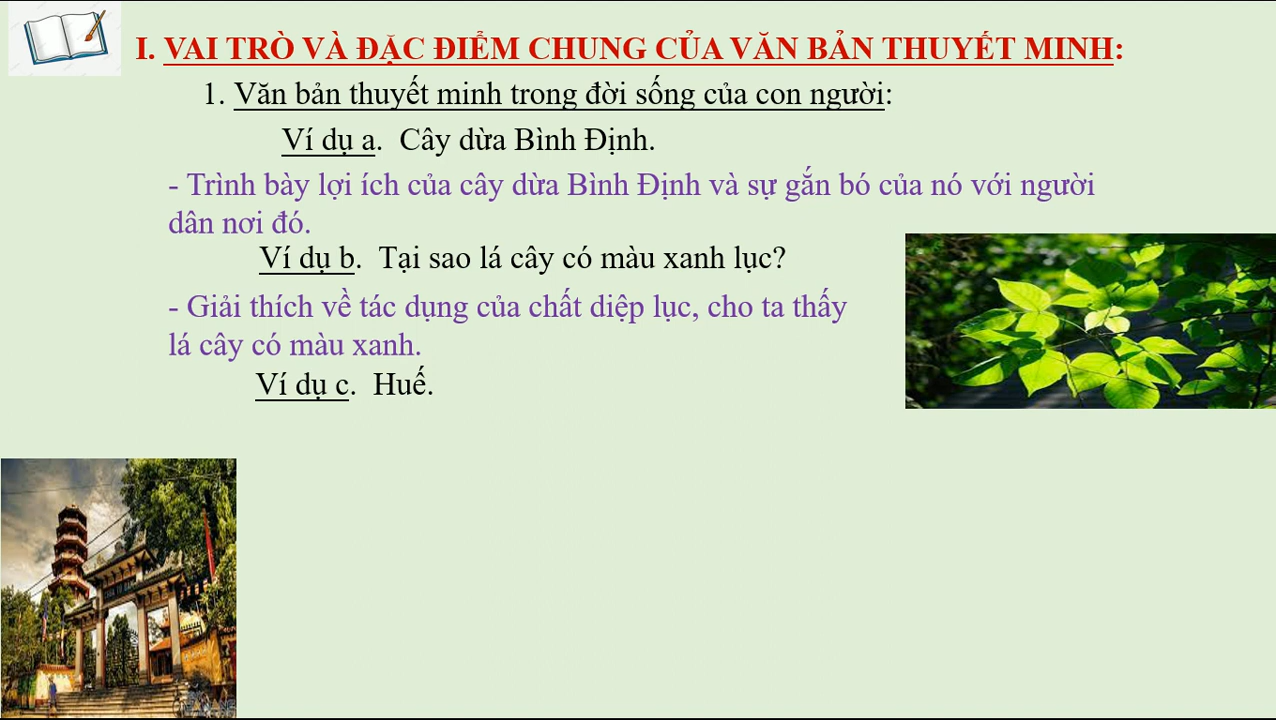 I. VAI TRÒ VÀ ĐẶC ĐIỂM CHUNG CỦA VĂN BẢN THUYẾT MINH:
1. Văn bản thuyết minh trong đời sống của con người:
Ví dụ a. Cây dừa Bình Định.
- Trình bày lợi ích của cây dừa Bình Định và sự gắn bó của nó với người
dân nơi đó.
Ví dụ b. Tại sao lá cây có màu xanh lục?
- Giải thích về tác dụng của chất diệp lục, cho ta thấy
lá cây có màu xanh.
Ví dụ c. Huế.